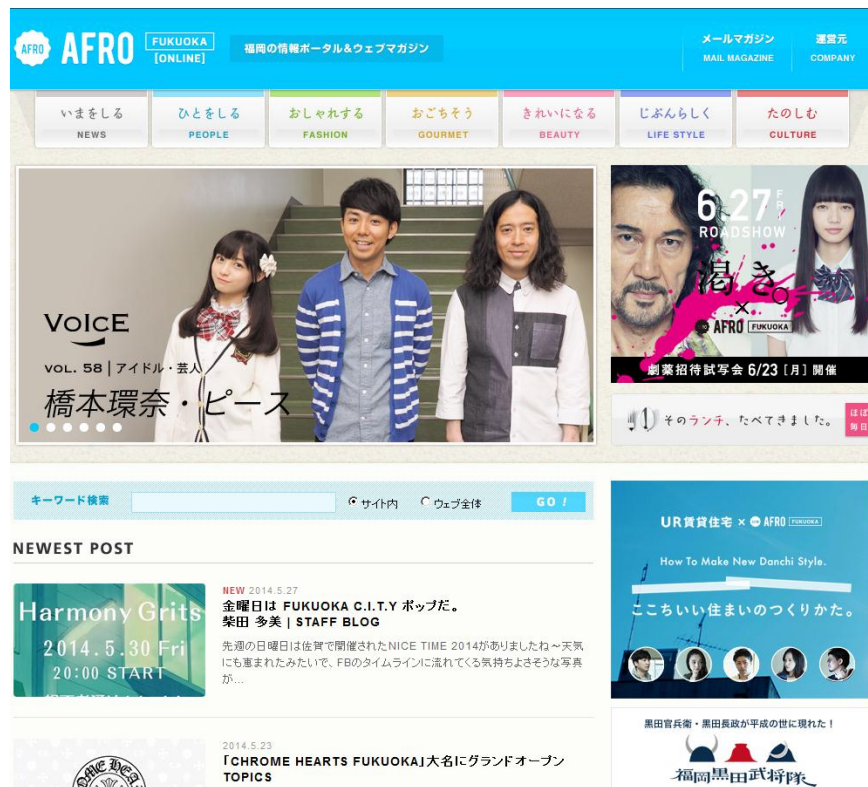 AFRO AFRO FUKUOKA
[ONLINE]
福岡の情報ポータル&ウェブマガジン
メールマガジン
MAIL MAGAZINE
運営元
COMPANY
いまをしる
NEWS
ひとをしる
PEOPLE
おしゃれする
FASHION
おごちそう
GOURMET
きれいになる
BEAUTY
じぶんらしく
LIFE STYLE
たのしむ
CULTURE
VOICE
VOL. 58 | アイドル・芸人
橋本環奈・ピース
6.27 FRI
ROADSHOW
渇き。
×
AFRO FUKUOKA
劇薬招待試写会 6/23 [月] 開催
そのランチ、たべてきました。
キーワード検索
サイト内
ウェブ全体
GO !
NEWEST POST
Harmony Grits
2014.5.30 Fri
20:00 START
NEW 2014.5.27
金曜日は FUKUOKA C.I.T.Y ポップだ。
柴田 多美 | STAFF BLOG
先週の日曜日は佐賀で開催されたNICE TIME 2014がありましたね~天気
にも恵まれたみたいで、FBのタイムラインに流れてくる気持ちよさそうな写真
が...
UR賃貸住宅 × AFRO FUKUOKA
How To Make New Danchi Style.
ここちいい住まいのつくりかた。
2014.5.23
「CHROME HEARTS FUKUOKA」大名にグランドオープン
TOPICS
黒田官兵衛・黒田長政が平成の世に現れた!
福岡黒田武将隊